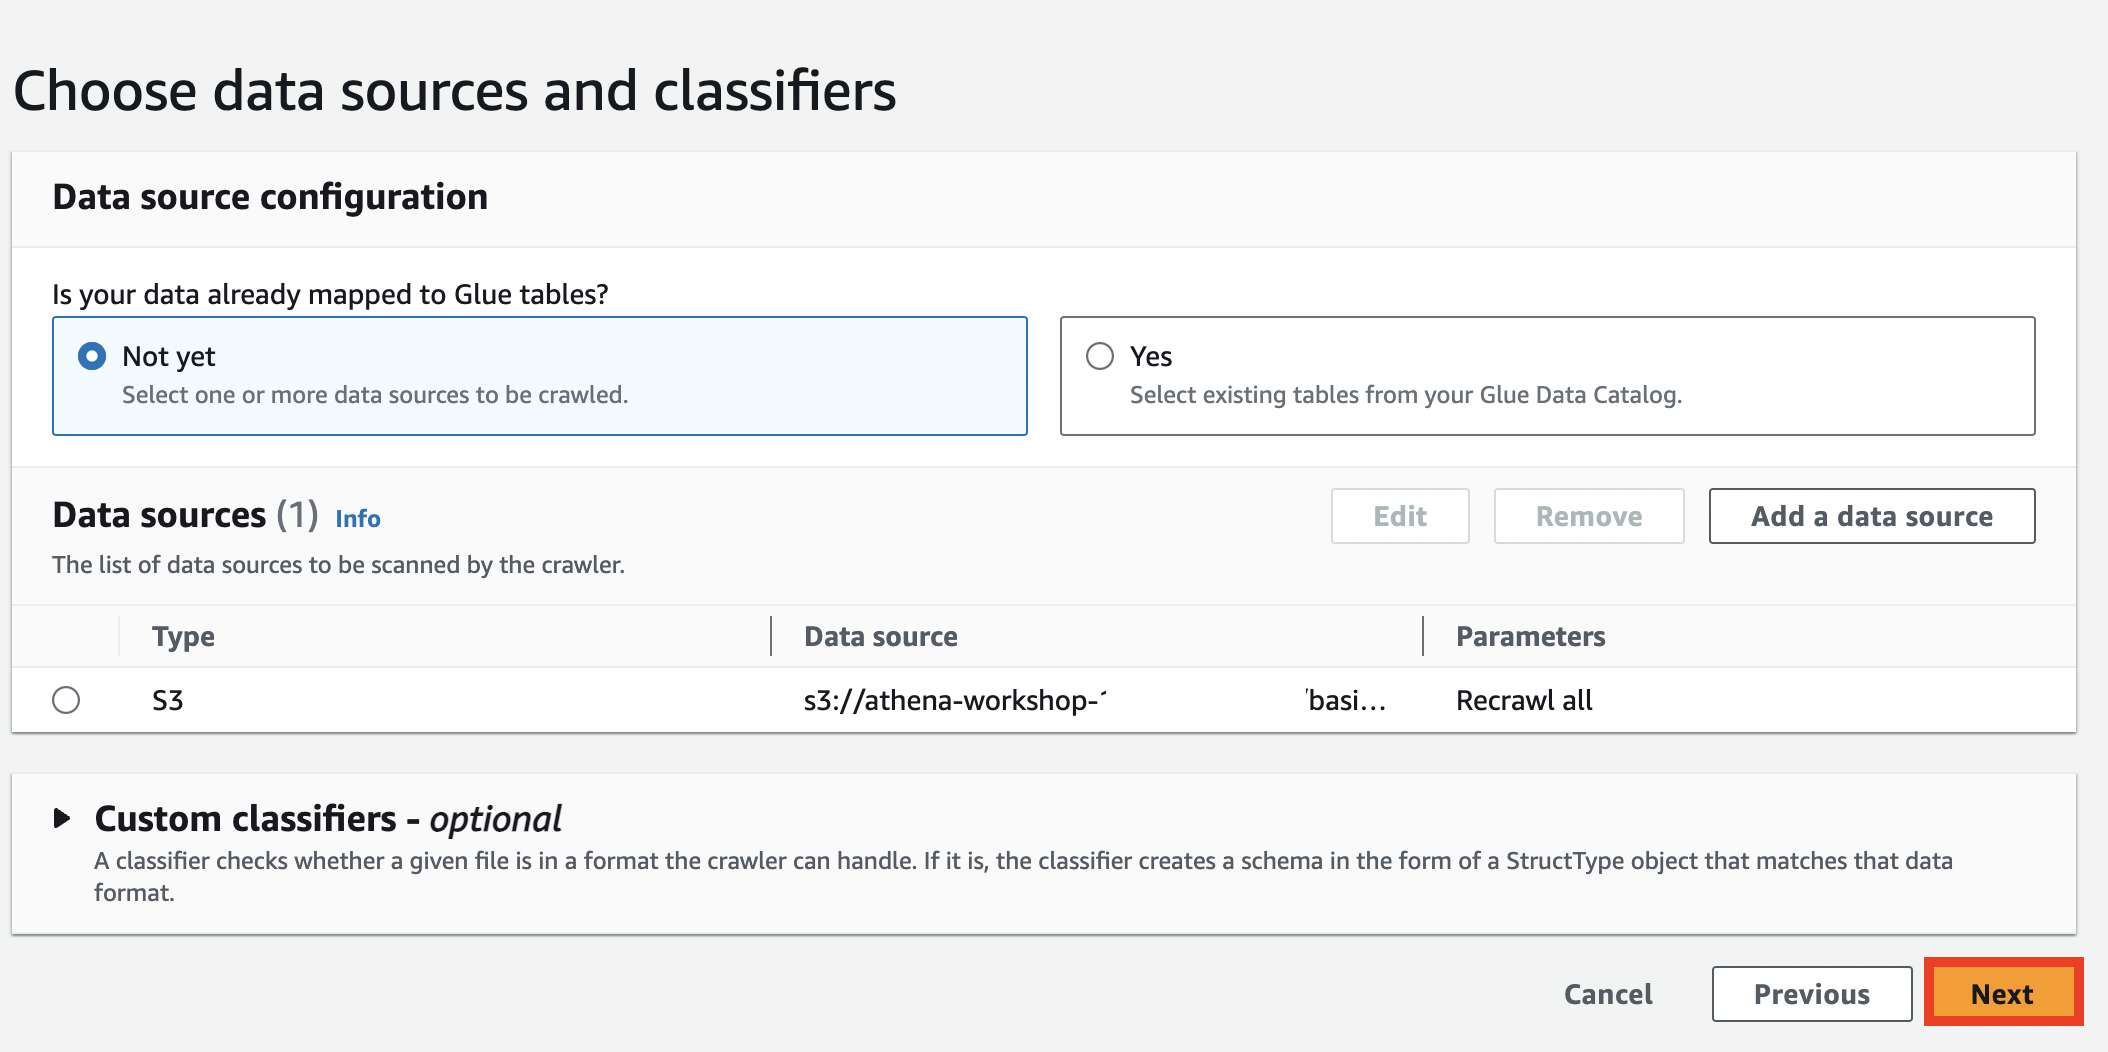 Choose data sources and classifiers
Data source configuration
Is your data already mapped to Glue tables?
Not yet
Select one or more data sources to be crawled.
Yes
Select existing tables from your Glue Data Catalog.
Data sources (1) Info
Edit
Remove
Add a data source
The list of data sources to be scanned by the crawler.
Type
Data source
Parameters
S3
s3://athena-workshop- basi...
Recrawl all
Custom classifiers - optional
A classifier checks whether a given file is in a format the crawler can handle. If it is, the classifier creates a schema in the form of a StructType object that matches that data
format.
Cancel
Previous
Next